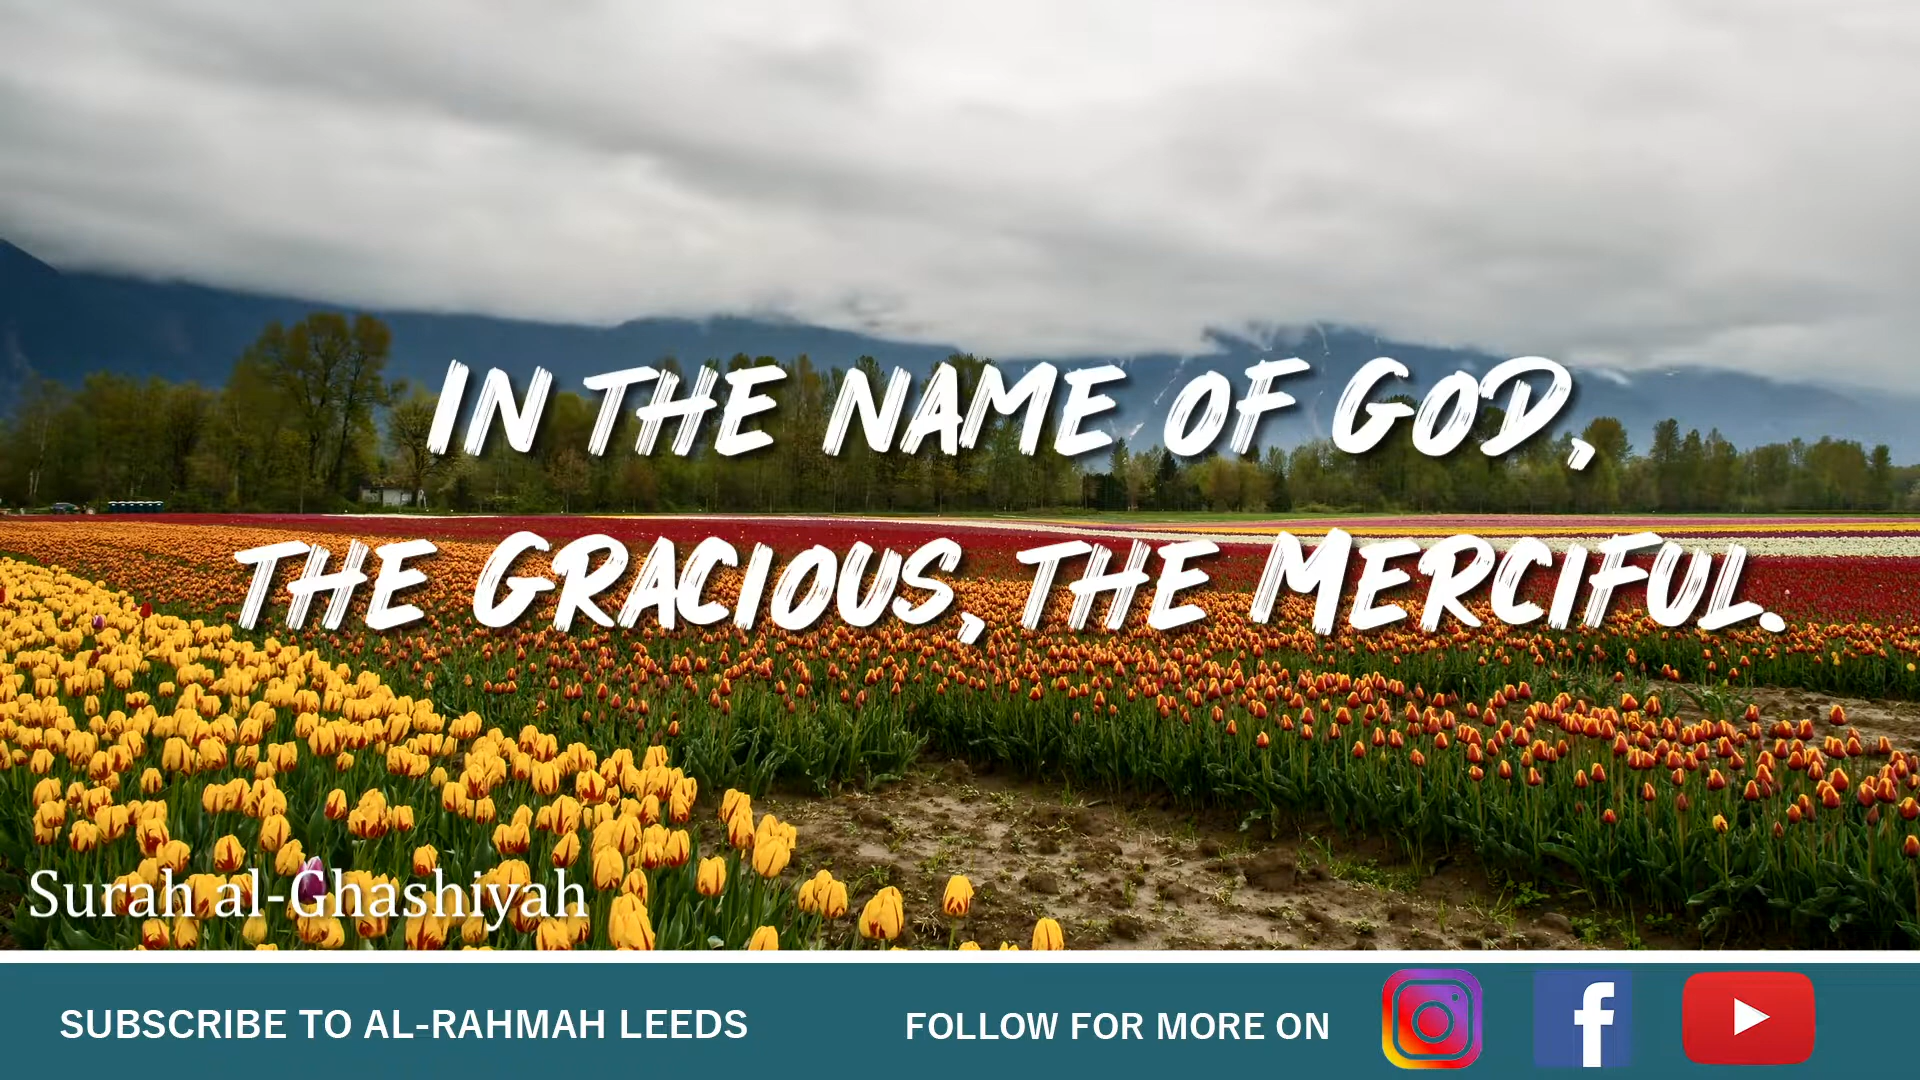 In the name of God,
the Gracious, the Merciful.
Surah al-Ghashiyah
SUBSCRIBE TO AL-RAHMAH LEEDS
FOLLOW FOR MORE ON